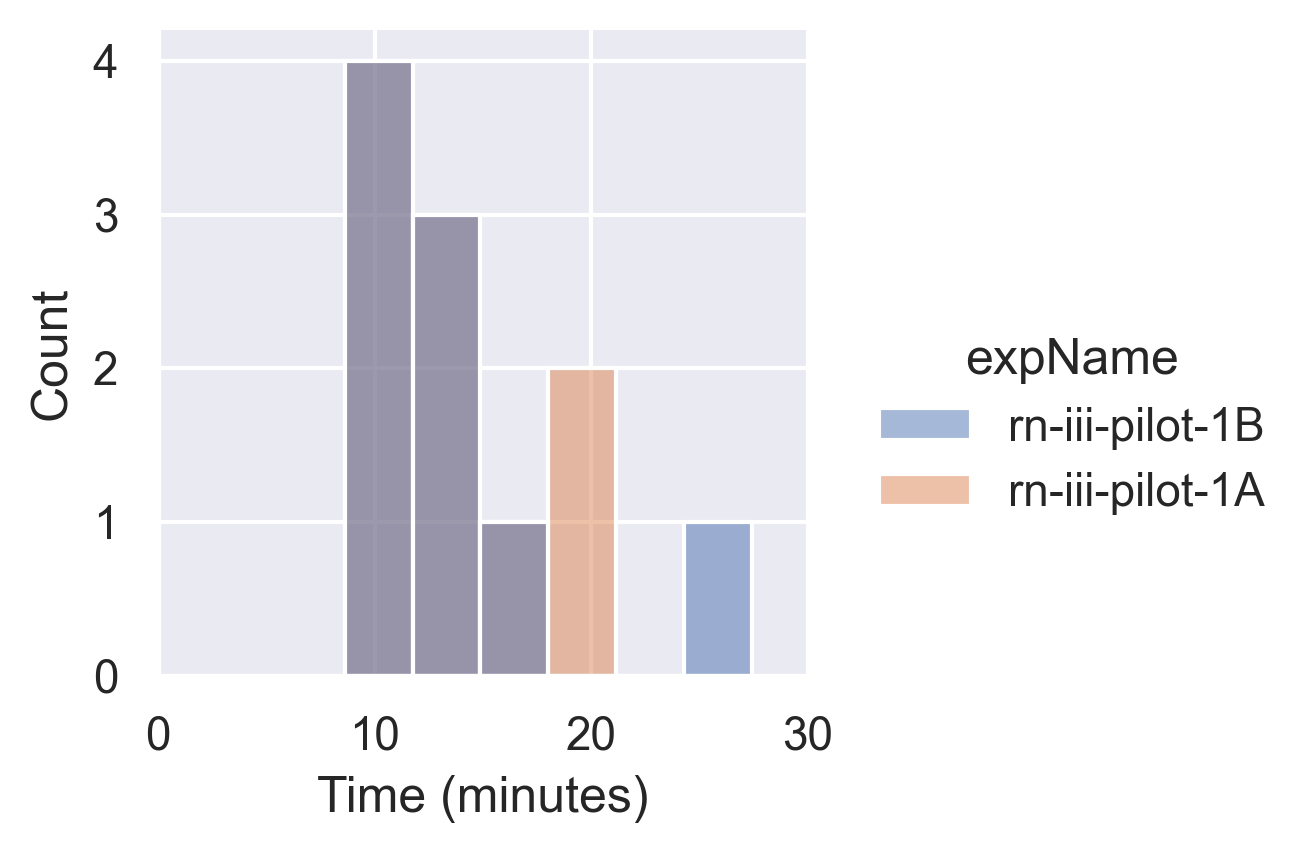 4
3
2
1
0
Count
0 10 20 30
Time (minutes)
expName
rn-iii-pilot-1B
rn-iii-pilot-1A